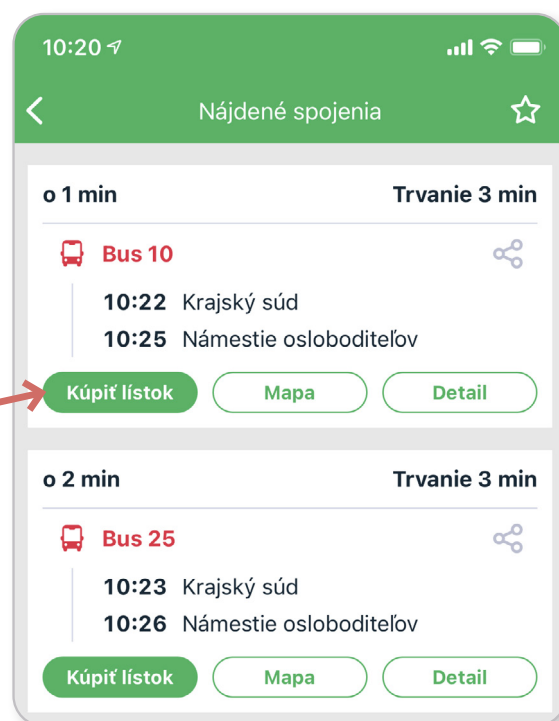 10:20
Nájdené spojenia
o 1 min Trvanie 3 min
Bus 10
10:22 Krajský súd
10:25 Námestie osloboditeľov
Kúpiť lístok Mapa Detail
o 2 min Trvanie 3 min
Bus 25
10:23 Krajský súd
10:26 Námestie osloboditeľov
Kúpiť lístok Mapa Detail